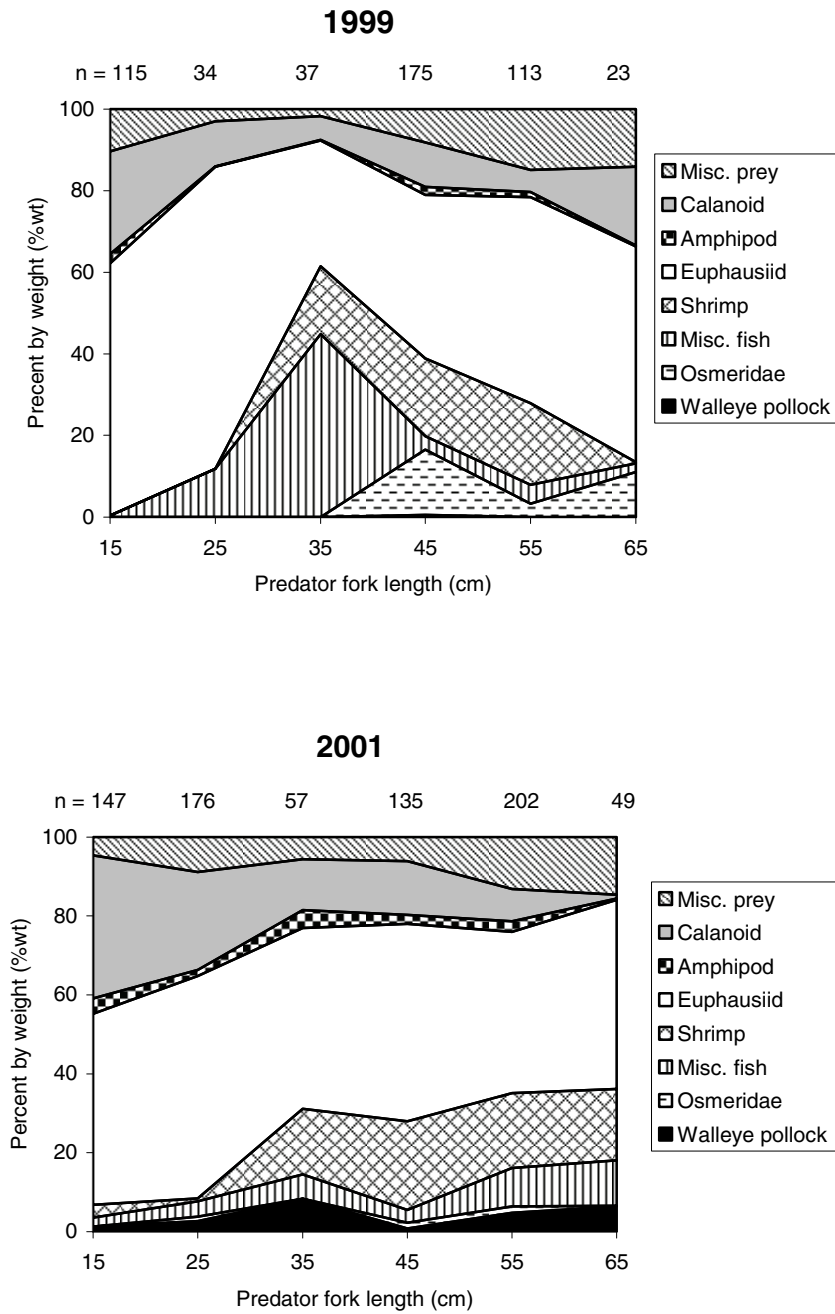 1999
n = 115 34 37 175 113 23
100
80
60
40
20
0
Precent by weight (%wt)
15 25 35 45 55 65
Predator fork length (cm)
Misc. prey
Calanoid
Amphipod
Euphausiid
Shrimp
Misc. fish
Osmeridae
Walleye pollock
2001
n = 147 176 57 135 202 49
100
80
60
40
20
0
Percent by weight (%wt)
15 25 35 45 55 65
Predator fork length (cm)
Misc. prey
Calanoid
Amphipod
Euphausiid
Shrimp
Misc. fish
Osmeridae
Walleye pollock